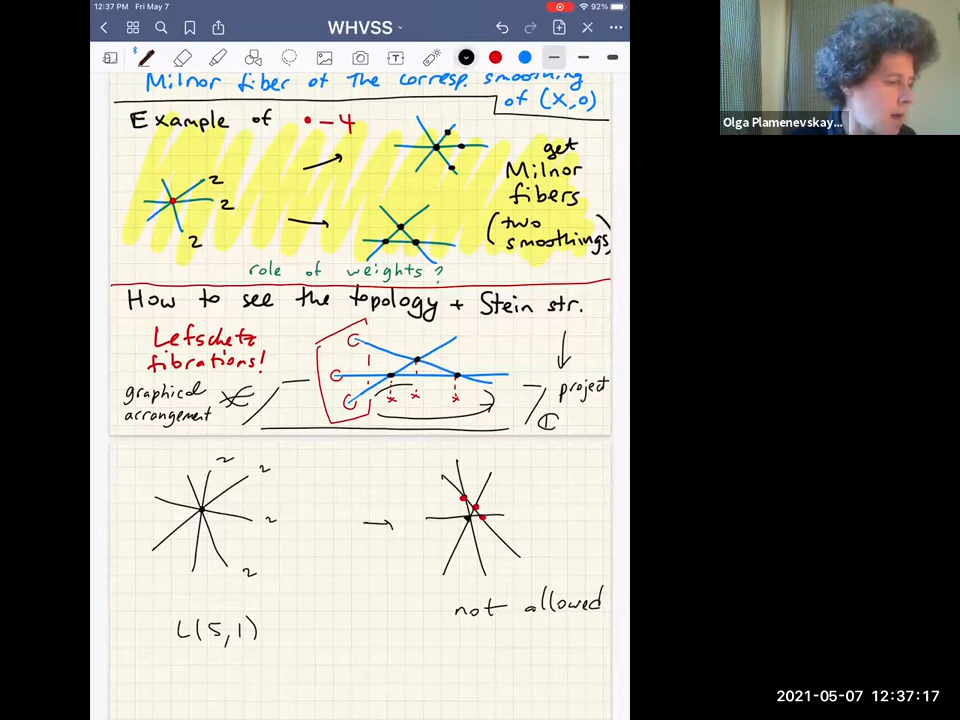 12:37 PM Fri May 7
92%
WHVSS
Milnor fiber of the corresp. smoothing
of (X,0)
Example of • -4
get
Milnor
fibers
(two
smoothings)
2
2
2
role of weights?
How to see the topology + Stein str.
Lefschetz
fibrations!
graphical
arrangement
project
ℂ
x x x
2
2
2
2
L(5,1)
not allowed
Olga Plamenevskay...
2021-05-07 12:37:17